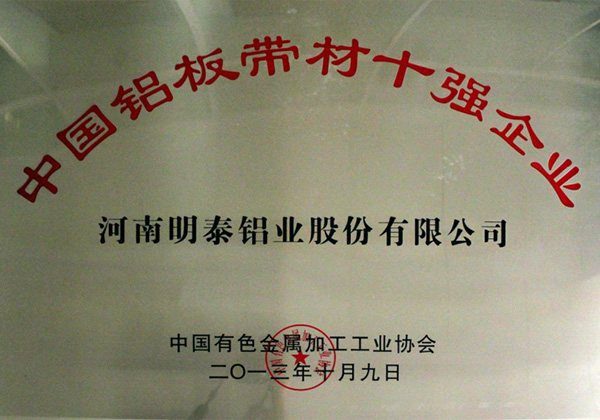 中国铝板带材十强企业
河南明泰铝业股份有限公司
中国有色金属加工工业协会
二〇一三年十月九日